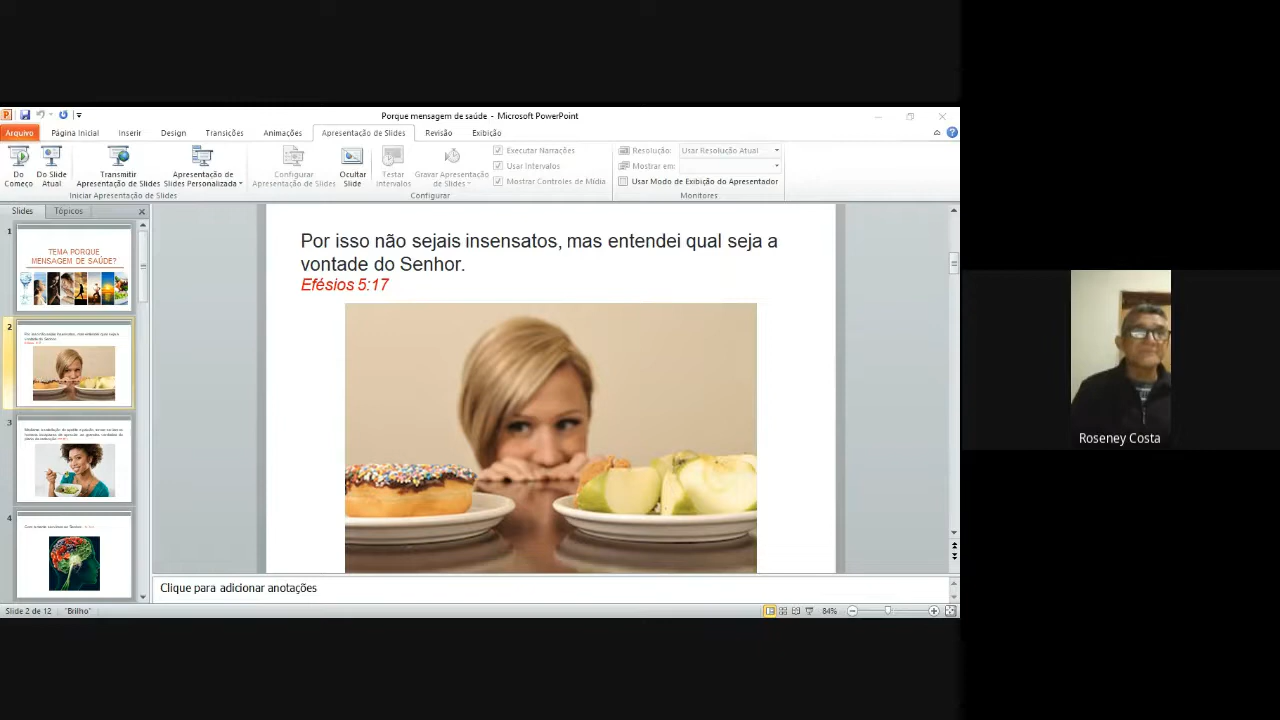 Porque mensagem de saúde - Microsoft PowerPoint
Arquivo Página Inicial Inserir Design Transições Animações Apresentação de Slides Revisão Exibição
Do Começo
Do Slide Atual
Transmitir Apresentação de Slides
Apresentação de Slides Personalizada
Iniciar Apresentação de Slides
Configurar Apresentação de Slides
Ocultar Slide
Testar Intervalos
Gravar Apresentação de Slides
Executar Narrações
Usar Intervalos
Mostrar Controles de Mídia
Configurar
Resolução: Usar Resolução Atual
Mostrar em:
Usar Modo de Exibição do Apresentador
Monitores
Slides Tópicos
1
TEMA PORQUE
MENSAGEM DE SAÚDE?
2
3
4
Por isso não sejais insensatos, mas entendei qual seja a
vontade do Senhor.
Efésios 5:17
Clique para adicionar anotações
Slide 2 de 12 "Brilho" 84%
Roseney Costa